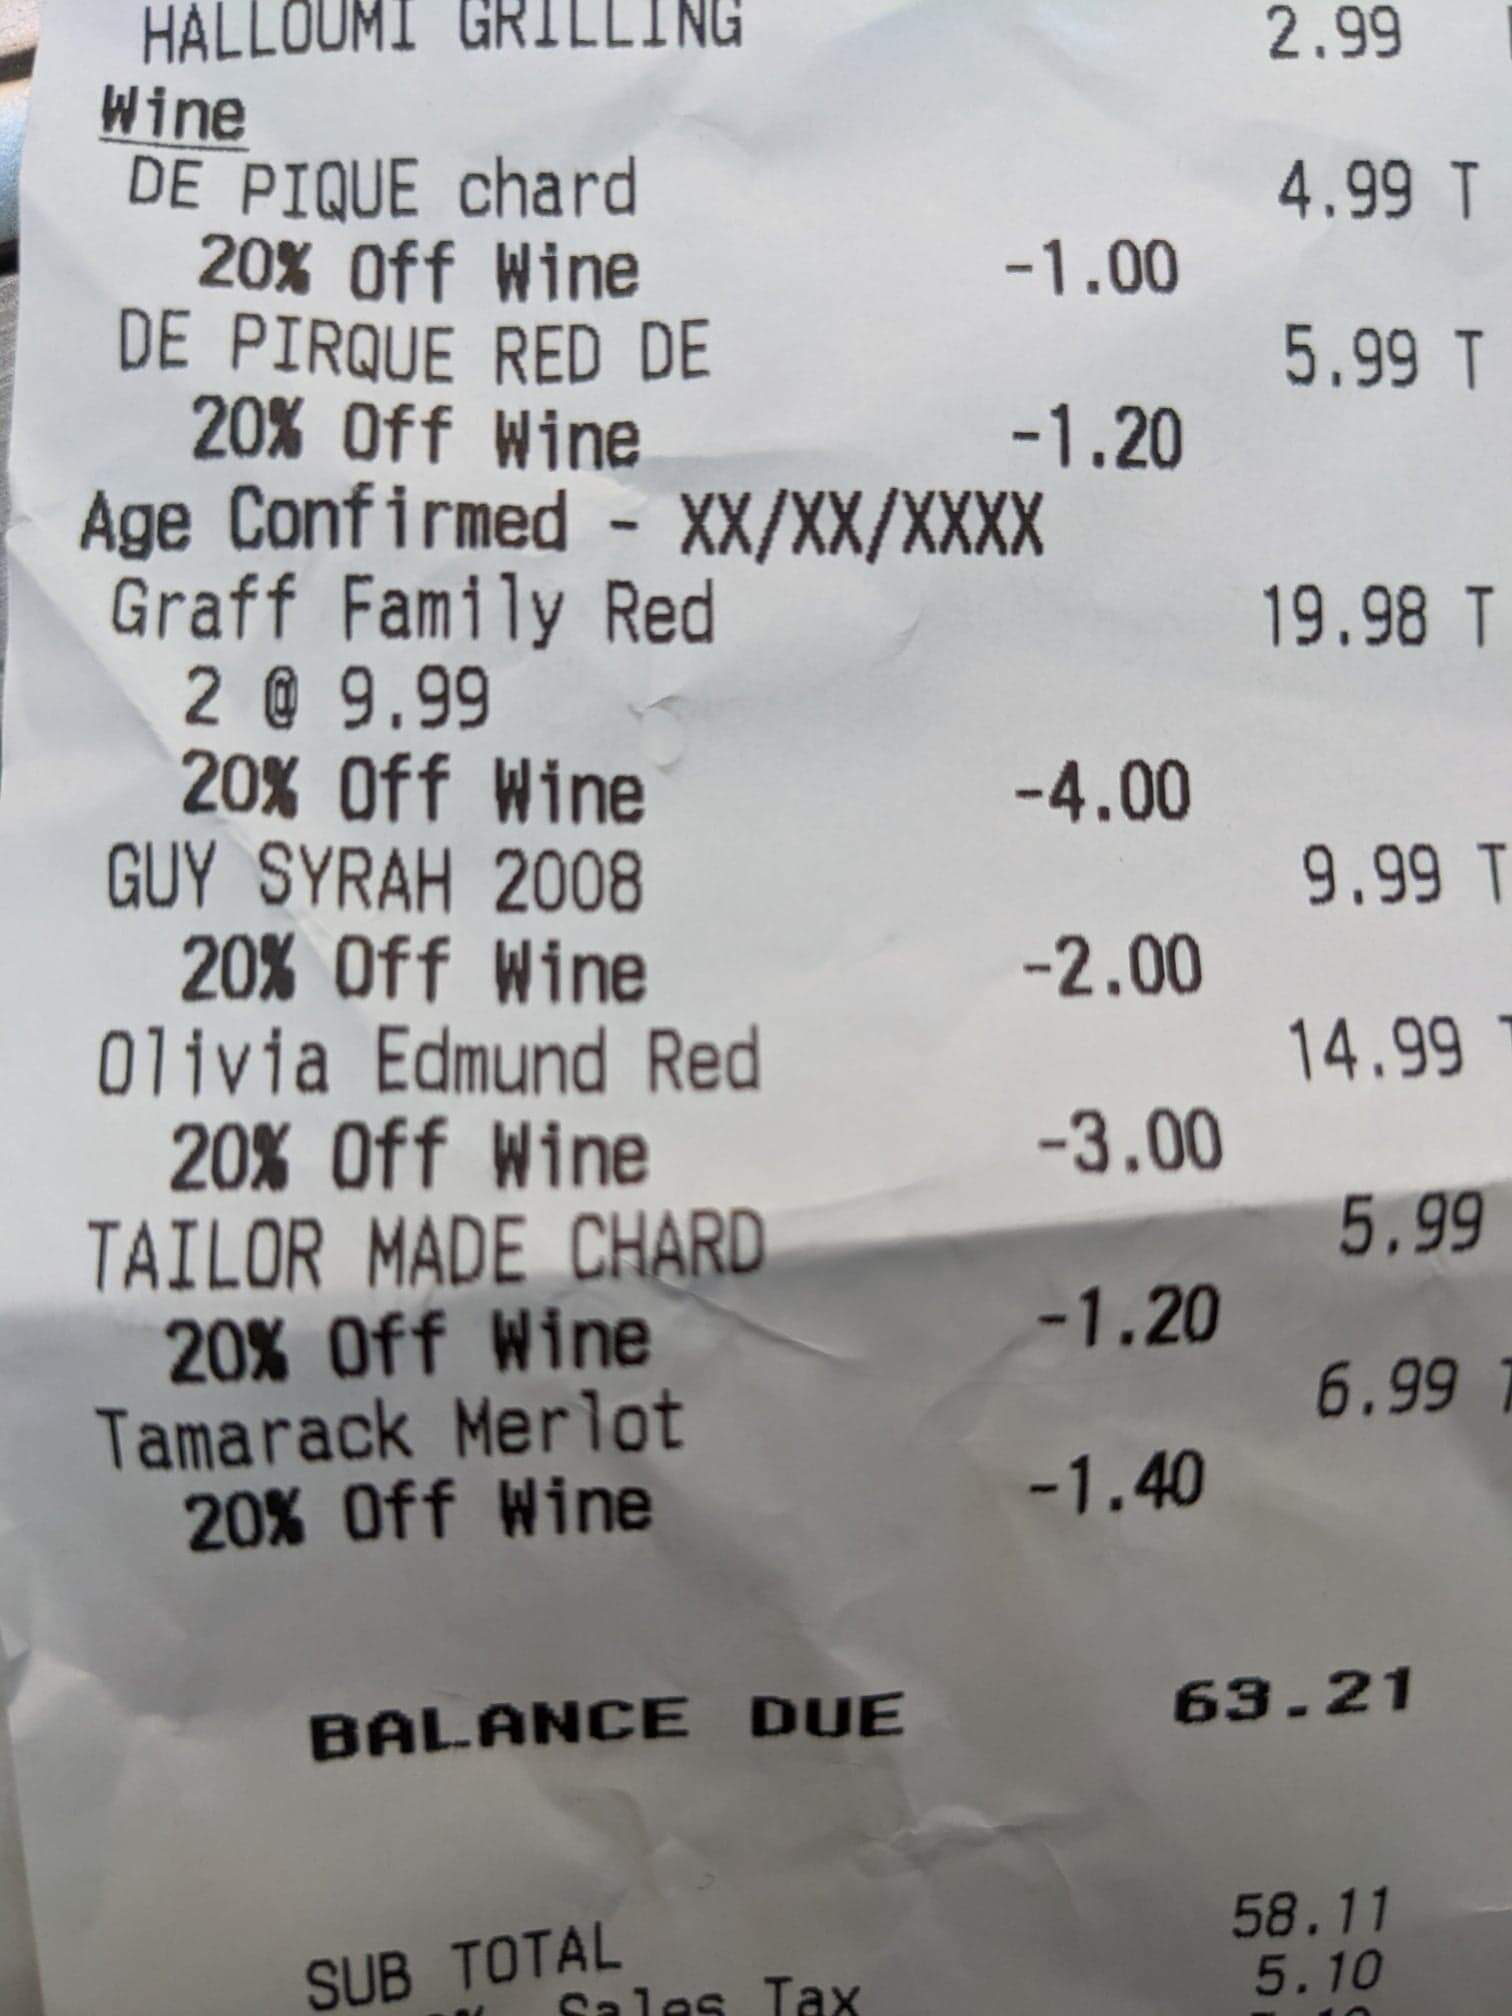 HALLOUMI GRILLING 2.99
Wine
DE PIQUE chard 4.99 T
20% Off Wine -1.00
DE PIRQUE RED DE 5.99 T
20% Off Wine -1.20
Age Confirmed - XX/XX/XXXX
Graff Family Red 19.98 T
2 @ 9.99
20% Off Wine -4.00
GUY SYRAH 2008 9.99 T
20% Off Wine -2.00
Olivia Edmund Red 14.99 T
20% Off Wine -3.00
TAILOR MADE CHARD 5.99
20% Off Wine -1.20
Tamarack Merlot 6.99 T
20% Off Wine -1.40
BALANCE DUE 63.21
SUB TOTAL 58.11
Sales Tax 5.10